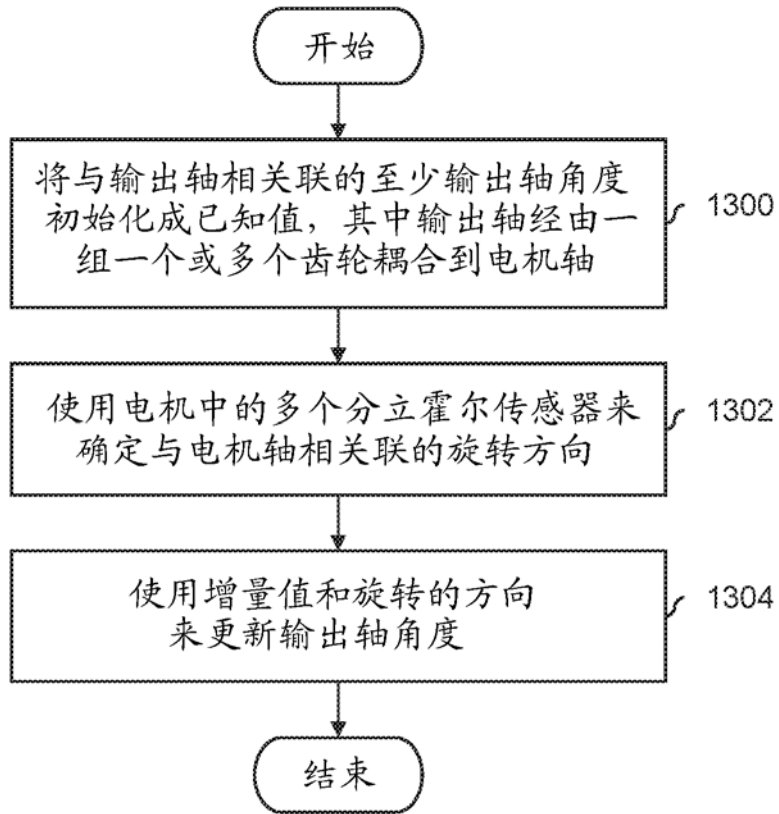 开始
将与输出轴相关联的至少输出轴角度
初始化成已知值，其中输出轴经由一
组一个或多个齿轮耦合到电机轴
1300
使用电机中的多个分立霍尔传感器来
确定与电机轴相关联的旋转方向
1302
使用增量值和旋转的方向
来更新输出轴角度
1304
结束